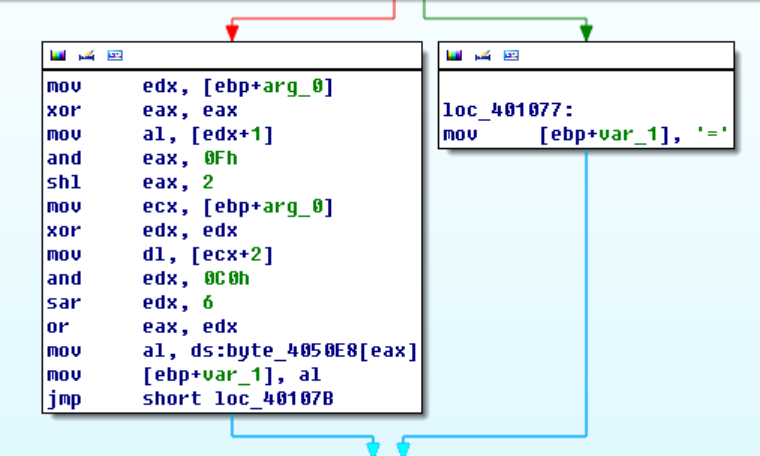 mov edx, [ebp+arg_0]
xor eax, eax
mov al, [edx+1]
and eax, 0Fh
shl eax, 2
mov ecx, [ebp+arg_0]
xor edx, edx
mov dl, [ecx+2]
and edx, 0C0h
sar edx, 6
or eax, edx
mov al, ds:byte_4050E8[eax]
mov [ebp+var_1], al
jmp short loc_40107B
loc_401077:
mov [ebp+var_1], '='